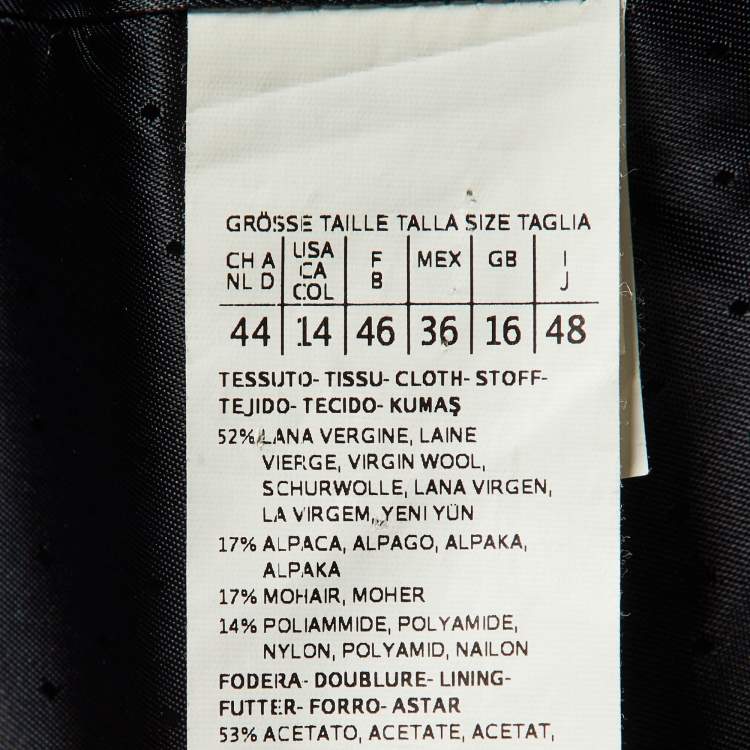 GRÖSSE TAILLE TALLA SIZE TAGLIA
CH A USA F MEX GB I
NL D CA B J
COL
44 14 46 36 16 48
TESSUTO- TISSU- CLOTH- STOFF-
TEJIDO- TECIDO- KUMAŞ
52% LANA VERGINE, LAINE
VIERGE, VIRGIN WOOL,
SCHURWOLLE, LANA VIRGEN,
LA VIRGEM, YENI YÜN
17% ALPACA, ALPAGO, ALPAKA,
ALPAKA
17% MOHAIR, MOHER
14% POLIAMMIDE, POLYAMIDE,
NYLON, POLYAMID, NAILON
FODERA- DOUBLURE- LINING-
FUTTER- FORRO- ASTAR
53% ACETATO, ACETATE, ACETAT,